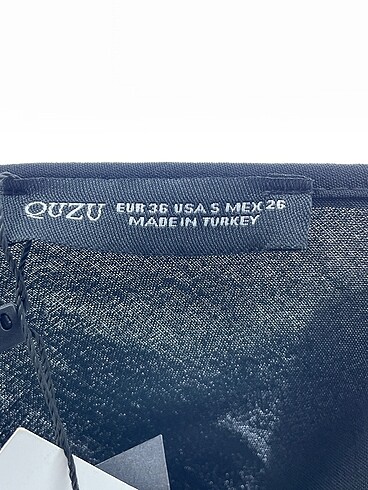 QUZU EUR 36 USA S MEX 26
MADE IN TURKEY